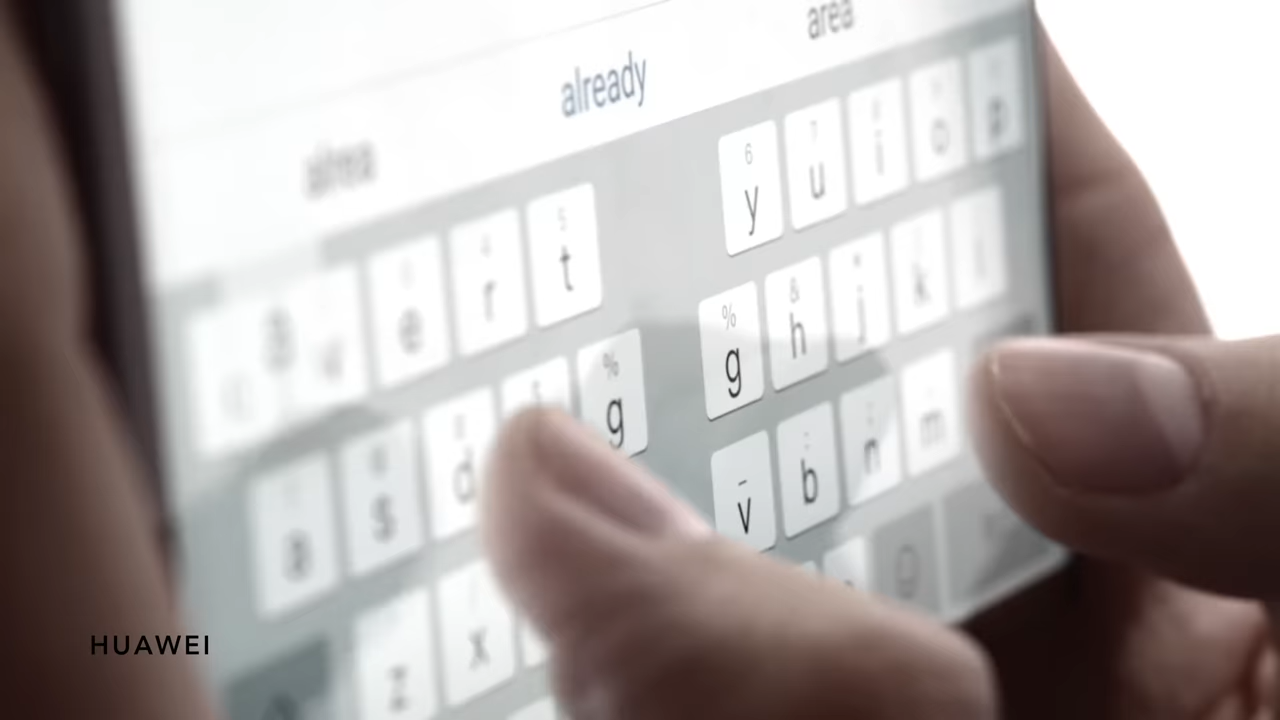 area already area
6 7
y u i o p
5
e r t
% &
g h j k
a s d g
%
v b n m
z x
HUAWEI